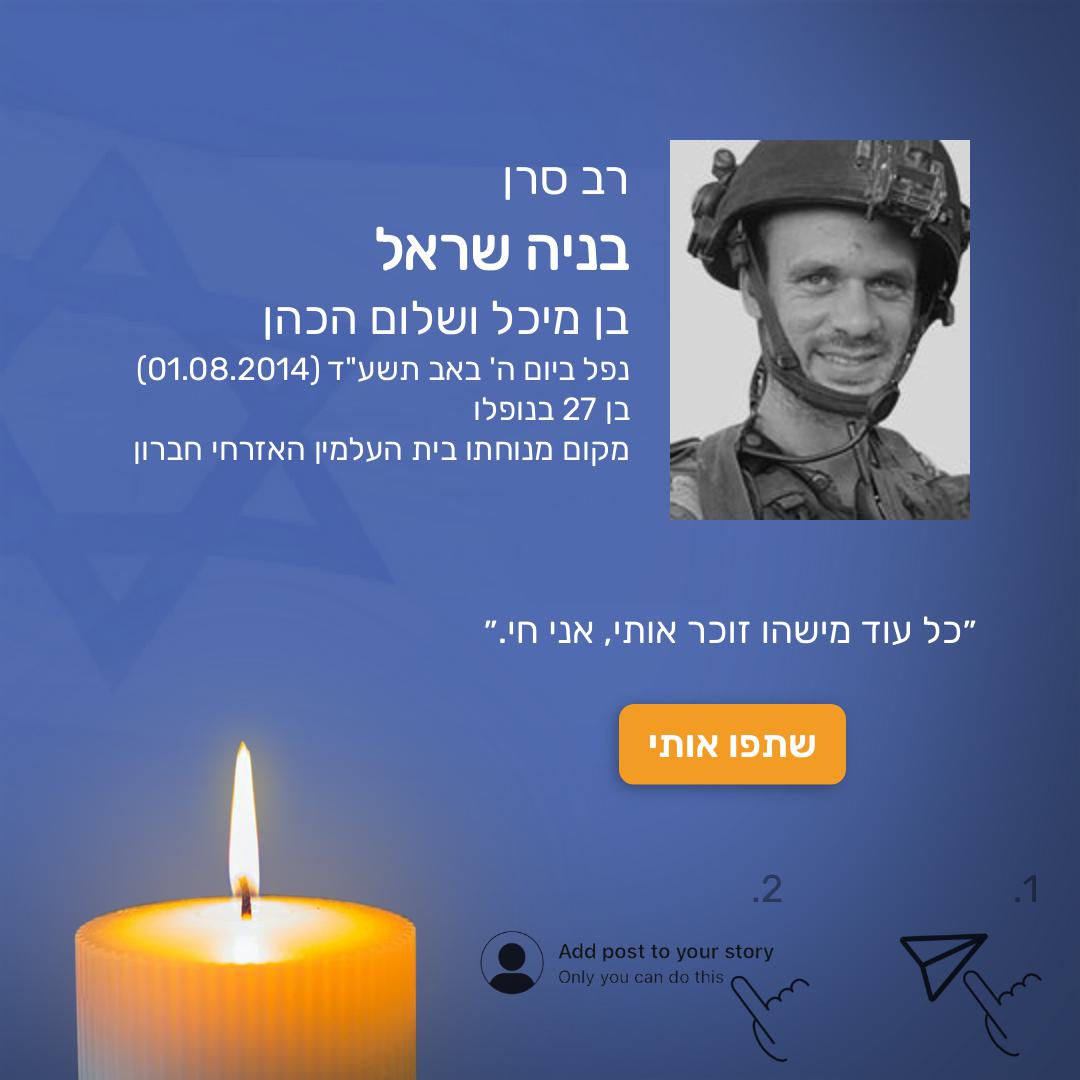 רב סרן
בניה שראל
בן מיכל ושלום הכהן
נפל ביום ה' באב תשע"ד (01.08.2014)
בן 27 בנופלו
מקום מנוחתו בית העלמין האזרחי חברון
״כל עוד מישהו זוכר אותי, אני חי.״
שתפו אותי
1.
2.
Add post to your story
Only you can do this